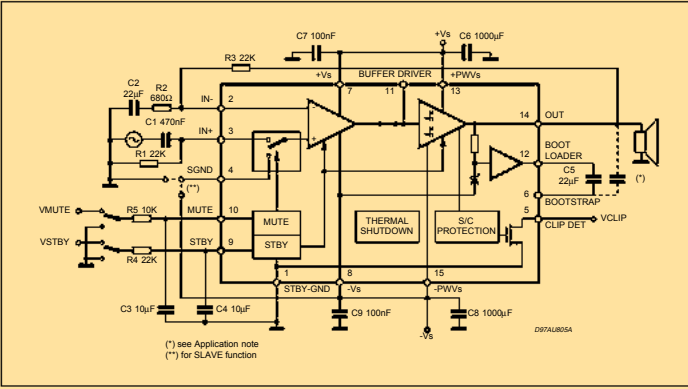 C7 100nF
+Vs
C6 1000μF
R3 22K
+Vs
BUFFER DRIVER
+PWVs
7
11
13
C2
22μF
R2
680Ω
IN-
2
-
14
OUT
C1 470nF
IN+
3
+
R1 22K
12
BOOT
LOADER
SGND
4
C5
22μF
(*)
(**)
6
BOOTSTRAP
VMUTE
R5 10K
MUTE
10
MUTE
THERMAL
SHUTDOWN
S/C
PROTECTION
5
VCLIP
CLIP DET
VSTBY
STBY
9
STBY
R4 22K
1
8
15
STBY-GND
-Vs
-PWVs
C3 10μF
C4 10μF
C9 100nF
C8 1000μF
-Vs
D97AU805A
(*) see Application note
(**) for SLAVE function